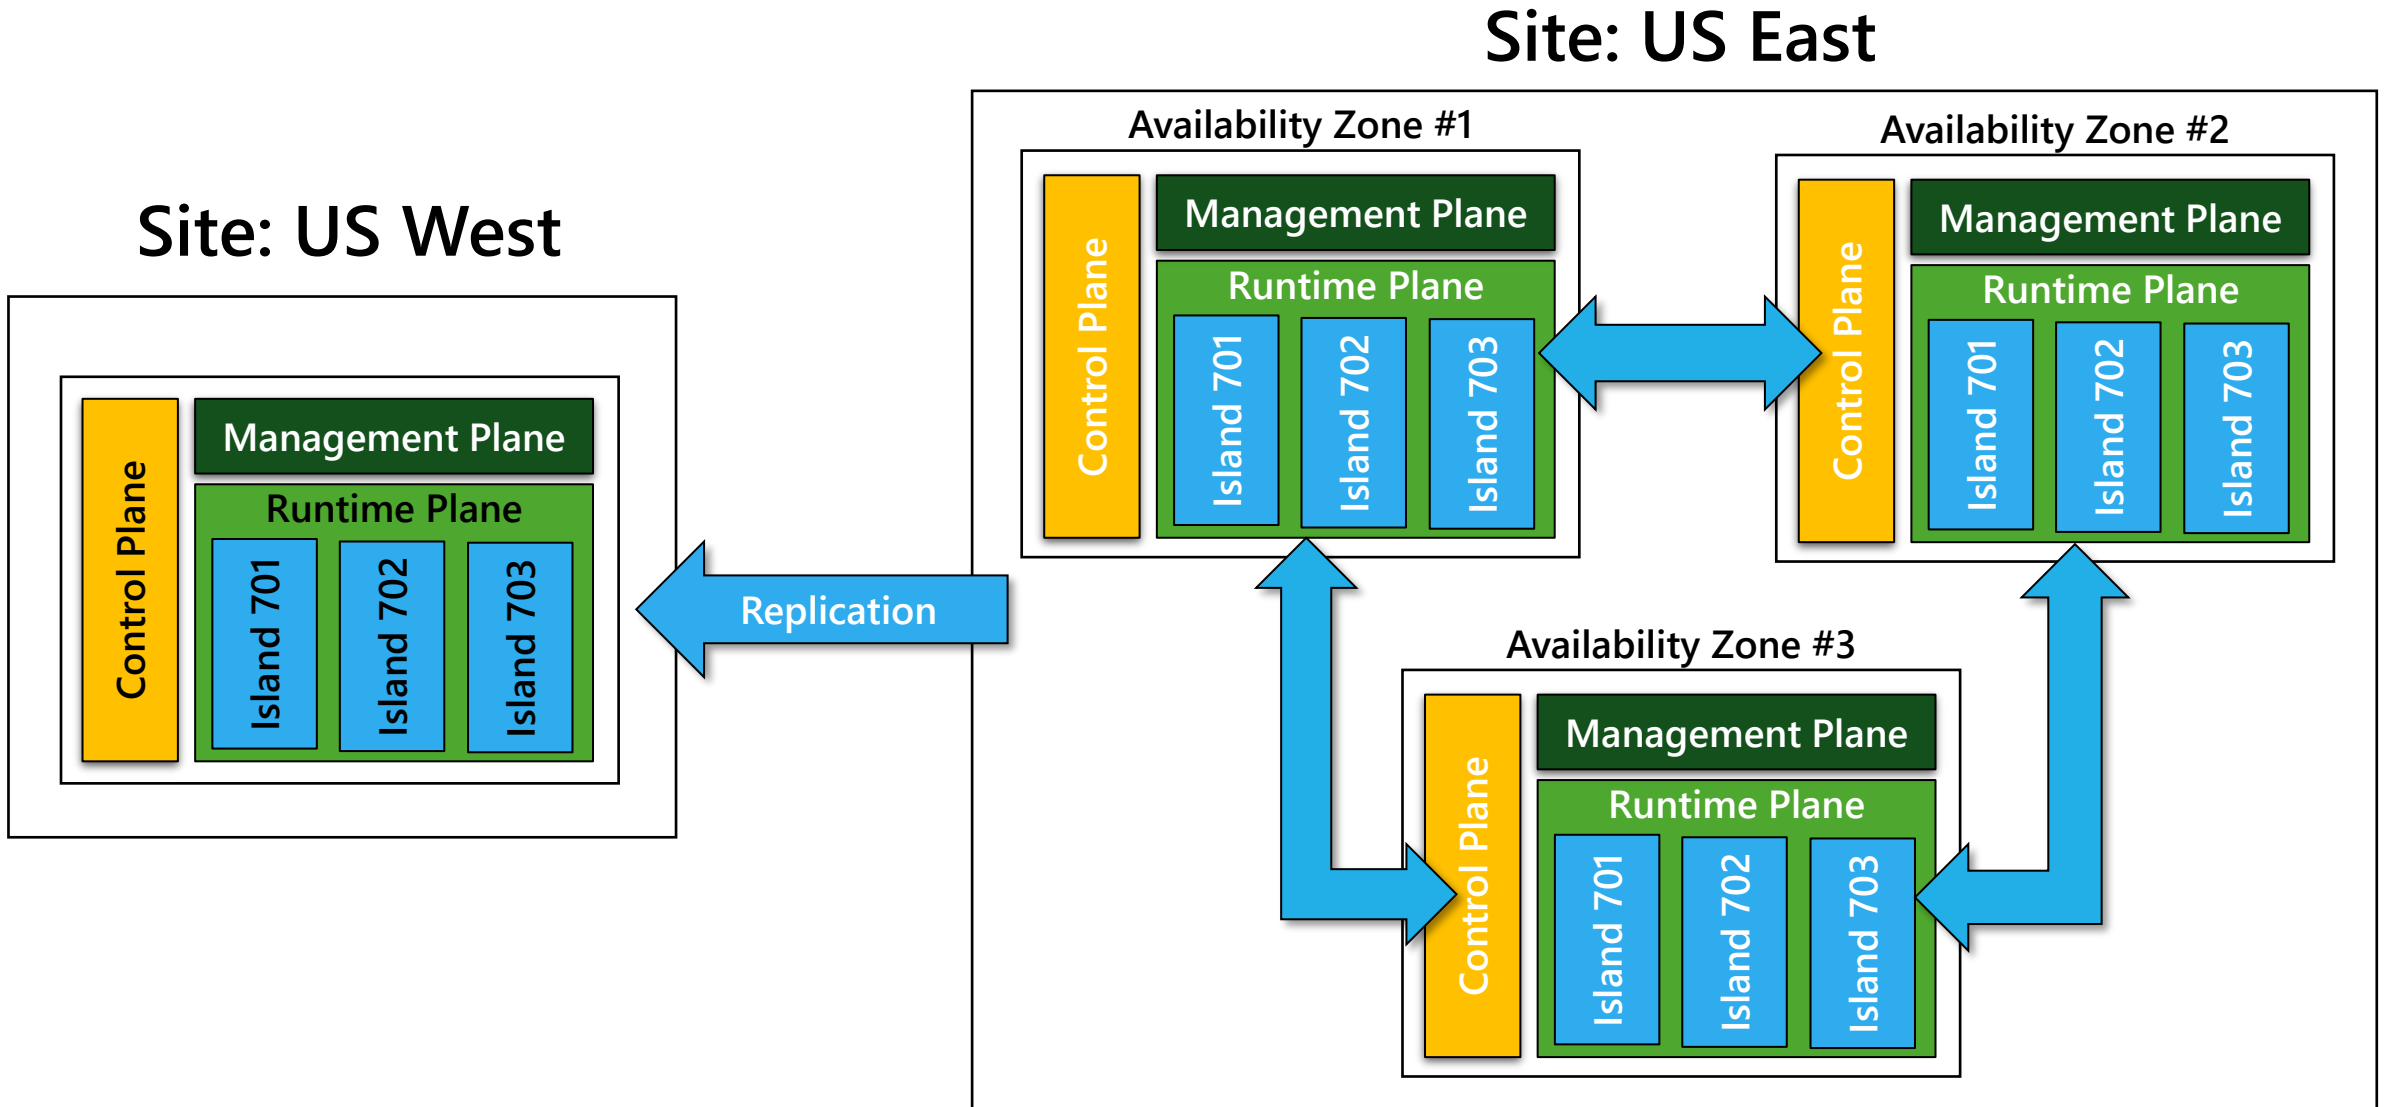 Site: US East
Availability Zone #1
Control Plane
Management Plane
Runtime Plane
Island 701
Island 702
Island 703
Availability Zone #2
Control Plane
Management Plane
Runtime Plane
Island 701
Island 702
Island 703
Site: US West
Control Plane
Management Plane
Runtime Plane
Island 701
Island 702
Island 703
Replication
Availability Zone #3
Control Plane
Management Plane
Runtime Plane
Island 701
Island 702
Island 703